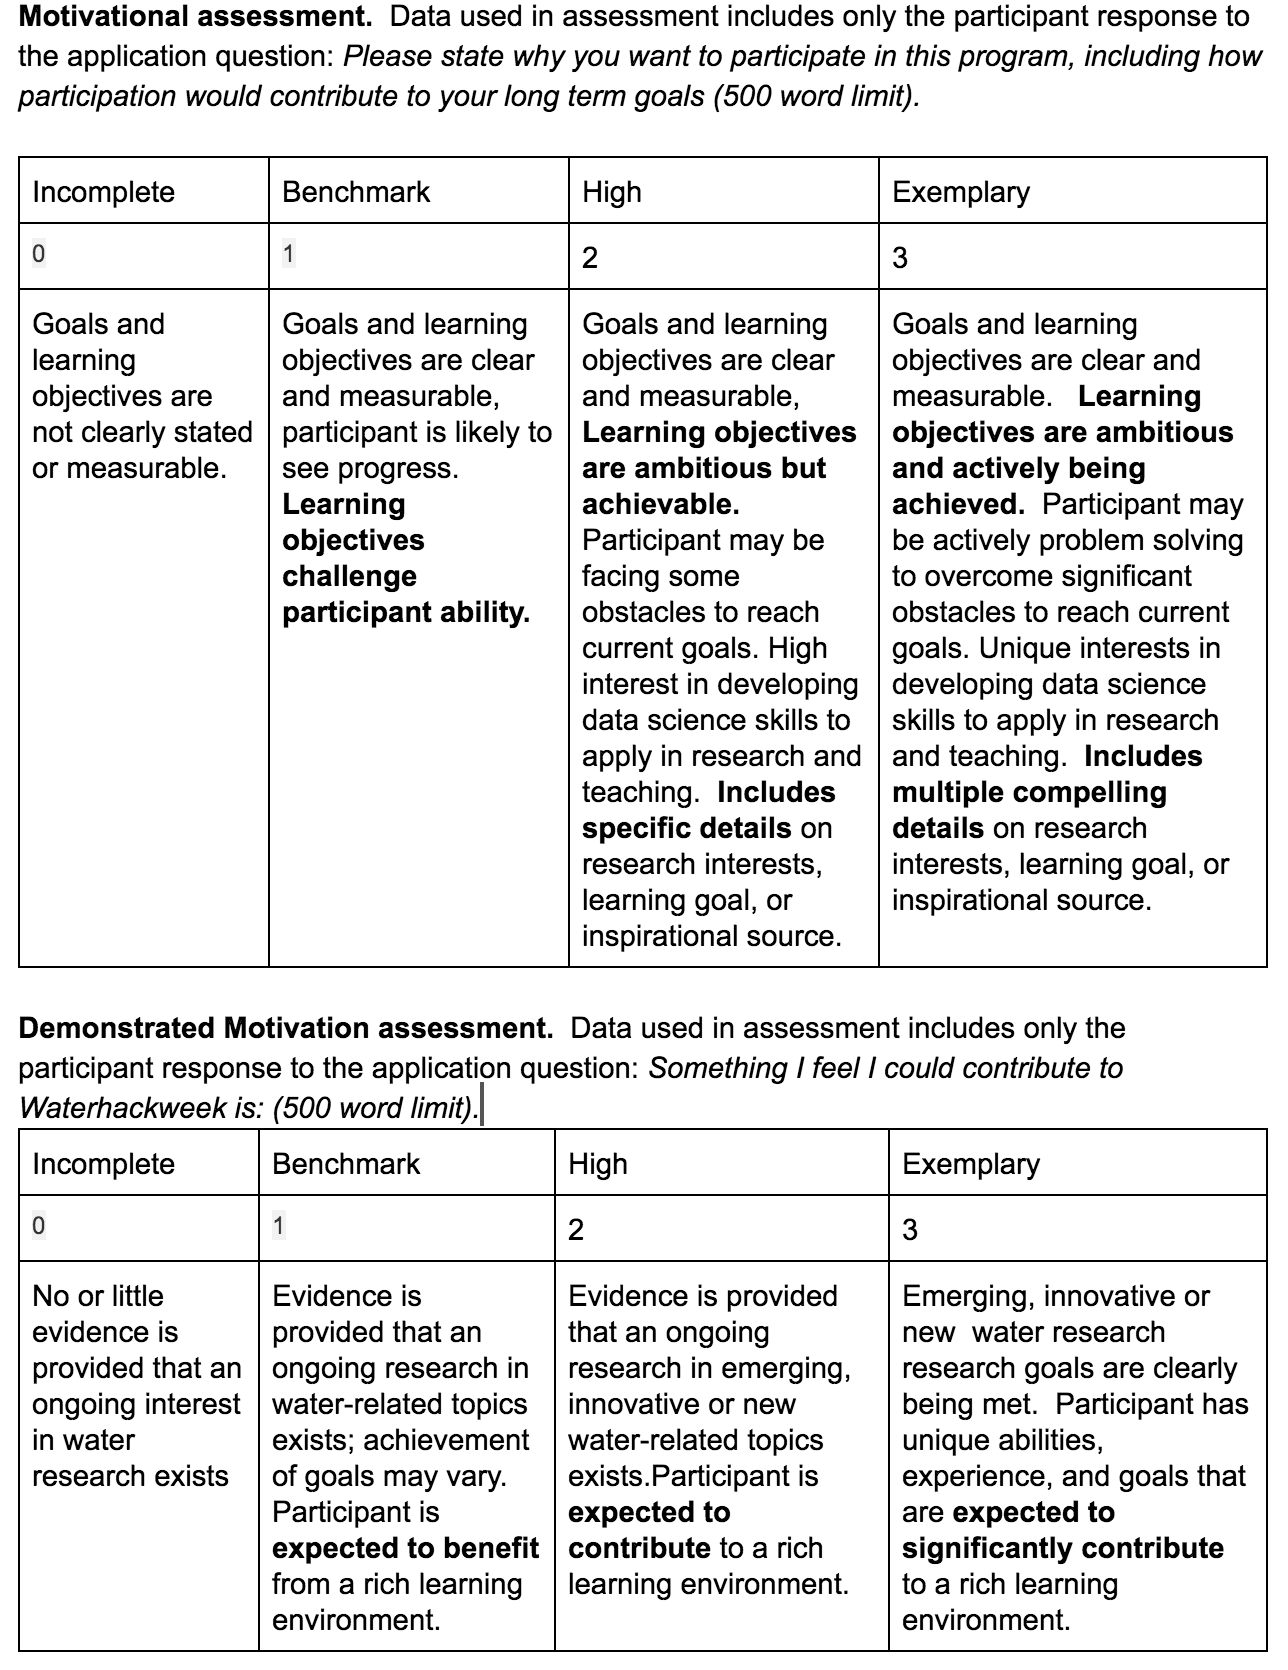 Motivational assessment.  Data used in assessment includes only the participant response to
the application question: Please state why you want to participate in this program, including how
participation would contribute to your long term goals (500 word limit).
Incomplete
Benchmark
High
Exemplary
0
1
2
3
Goals and
learning
objectives are
not clearly stated
or measurable.
Goals and learning
objectives are clear
and measurable,
participant is likely to
see progress.
Learning
objectives
challenge
participant ability.
Goals and learning
objectives are clear
and measurable,
Learning objectives
are ambitious but
achievable.
Participant may be
facing some
obstacles to reach
current goals. High
interest in developing
data science skills to
apply in research and
teaching.  Includes
specific details on
research interests,
learning goal, or
inspirational source.
Goals and learning
objectives are clear and
measurable.   Learning
objectives are ambitious
and actively being
achieved.  Participant may
be actively problem solving
to overcome significant
obstacles to reach current
goals. Unique interests in
developing data science
skills to apply in research
and teaching.  Includes
multiple compelling
details on research
interests, learning goal, or
inspirational source.
Demonstrated Motivation assessment.  Data used in assessment includes only the
participant response to the application question: Something I feel I could contribute to
Waterhackweek is: (500 word limit).
Incomplete
Benchmark
High
Exemplary
0
1
2
3
No or little
evidence is
provided that an
ongoing interest
in water
research exists
Evidence is
provided that an
ongoing research in
water-related topics
exists; achievement
of goals may vary.
Participant is
expected to benefit
from a rich learning
environment.
Evidence is provided
that an ongoing
research in emerging,
innovative or new
water-related topics
exists.Participant is
expected to
contribute to a rich
learning environment.
Emerging, innovative or
new  water research
research goals are clearly
being met.  Participant has
unique abilities,
experience, and goals that
are expected to
significantly contribute
to a rich learning
environment.